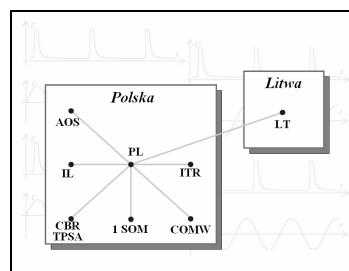 Polska
Litwa
AOS
LT
PL
IL
ITR
CBR
TPSA
1 SOM
COMW